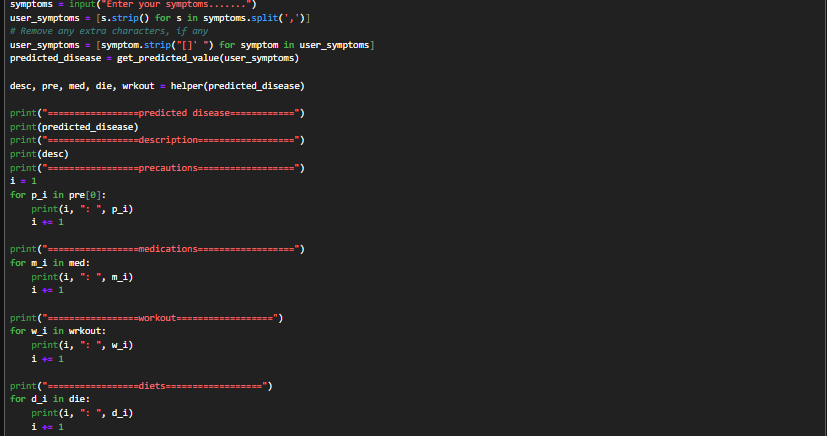 symptoms = input("Enter your symptoms.......")
user_symptoms = [s.strip() for s in symptoms.split(',')]
# Remove any extra characters, if any
user_symptoms = [symptom.strip("[]' ") for symptom in user_symptoms]
predicted_disease = get_predicted_value(user_symptoms)
desc, pre, med, die, wrkout = helper(predicted_disease)
print("=================predicted disease============")
print(predicted_disease)
print("=================description==================")
print(desc)
print("=================precautions==================")
i = 1
for p_i in pre[0]:
    print(i, ": ", p_i)
    i += 1
print("=================medications==================")
for m_i in med:
    print(i, ": ", m_i)
    i += 1
print("=================workout==================")
for w_i in wrkout:
    print(i, ": ", w_i)
    i += 1
print("=================diets==================")
for d_i in die:
    print(i, ": ", d_i)
    i += 1